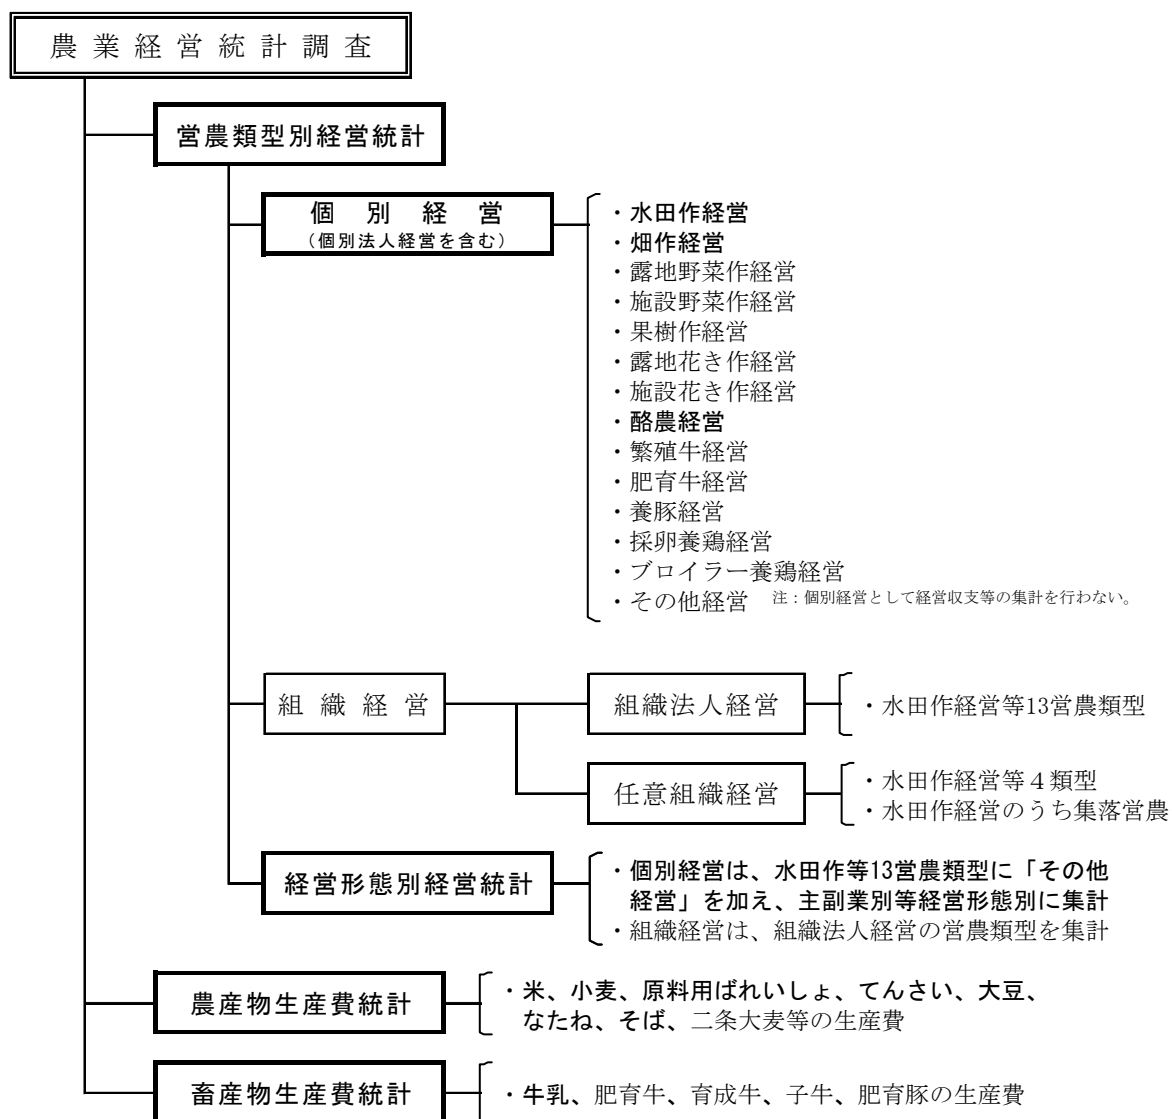 農業経営統計調査
営農類型別経営統計
個別経営
(個別法人経営を含む)
・水田作経営
・畑作経営
・露地野菜作経営
・施設野菜作経営
・果樹作経営
・露地花き作経営
・施設花き作経営
・酪農経営
・繁殖牛経営
・肥育牛経営
・養豚経営
・採卵養鶏経営
・ブロイラー養鶏経営
・その他経営 注：個別経営として経営収支等の集計を行わない。
組織経営
組織法人経営
・水田作経営等13営農類型
任意組織経営
・水田作経営等４類型
・水田作経営のうち集落営農
経営形態別経営統計
・個別経営は、水田作等13営農類型に「その他
経営」を加え、主副業別等経営形態別に集計
・組織経営は、組織法人経営の営農類型を集計
農産物生産費統計
・米、小麦、原料用ばれいしょ、てんさい、大豆、
なたね、そば、二条大麦等の生産費
畜産物生産費統計
・牛乳、肥育牛、育成牛、子牛、肥育豚の生産費